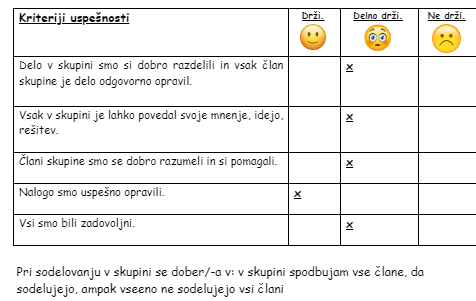 Kriteriji uspešnosti Drži. Delno drži. Ne drži.
Delo v skupini smo si dobro razdelili in vsak član x
skupine je delo odgovorno opravil.
Vsak v skupini je lahko povedal svoje mnenje, idejo, x
rešitev.
Člani skupine smo se dobro razumeli in si pomagali. x
Nalogo smo uspešno opravili. x
Vsi smo bili zadovoljni. x
Pri sodelovanju v skupini se dober/-a v: v skupini spodbujam vse člane, da
sodelujejo, ampak vseeno ne sodelujejo vsi člani